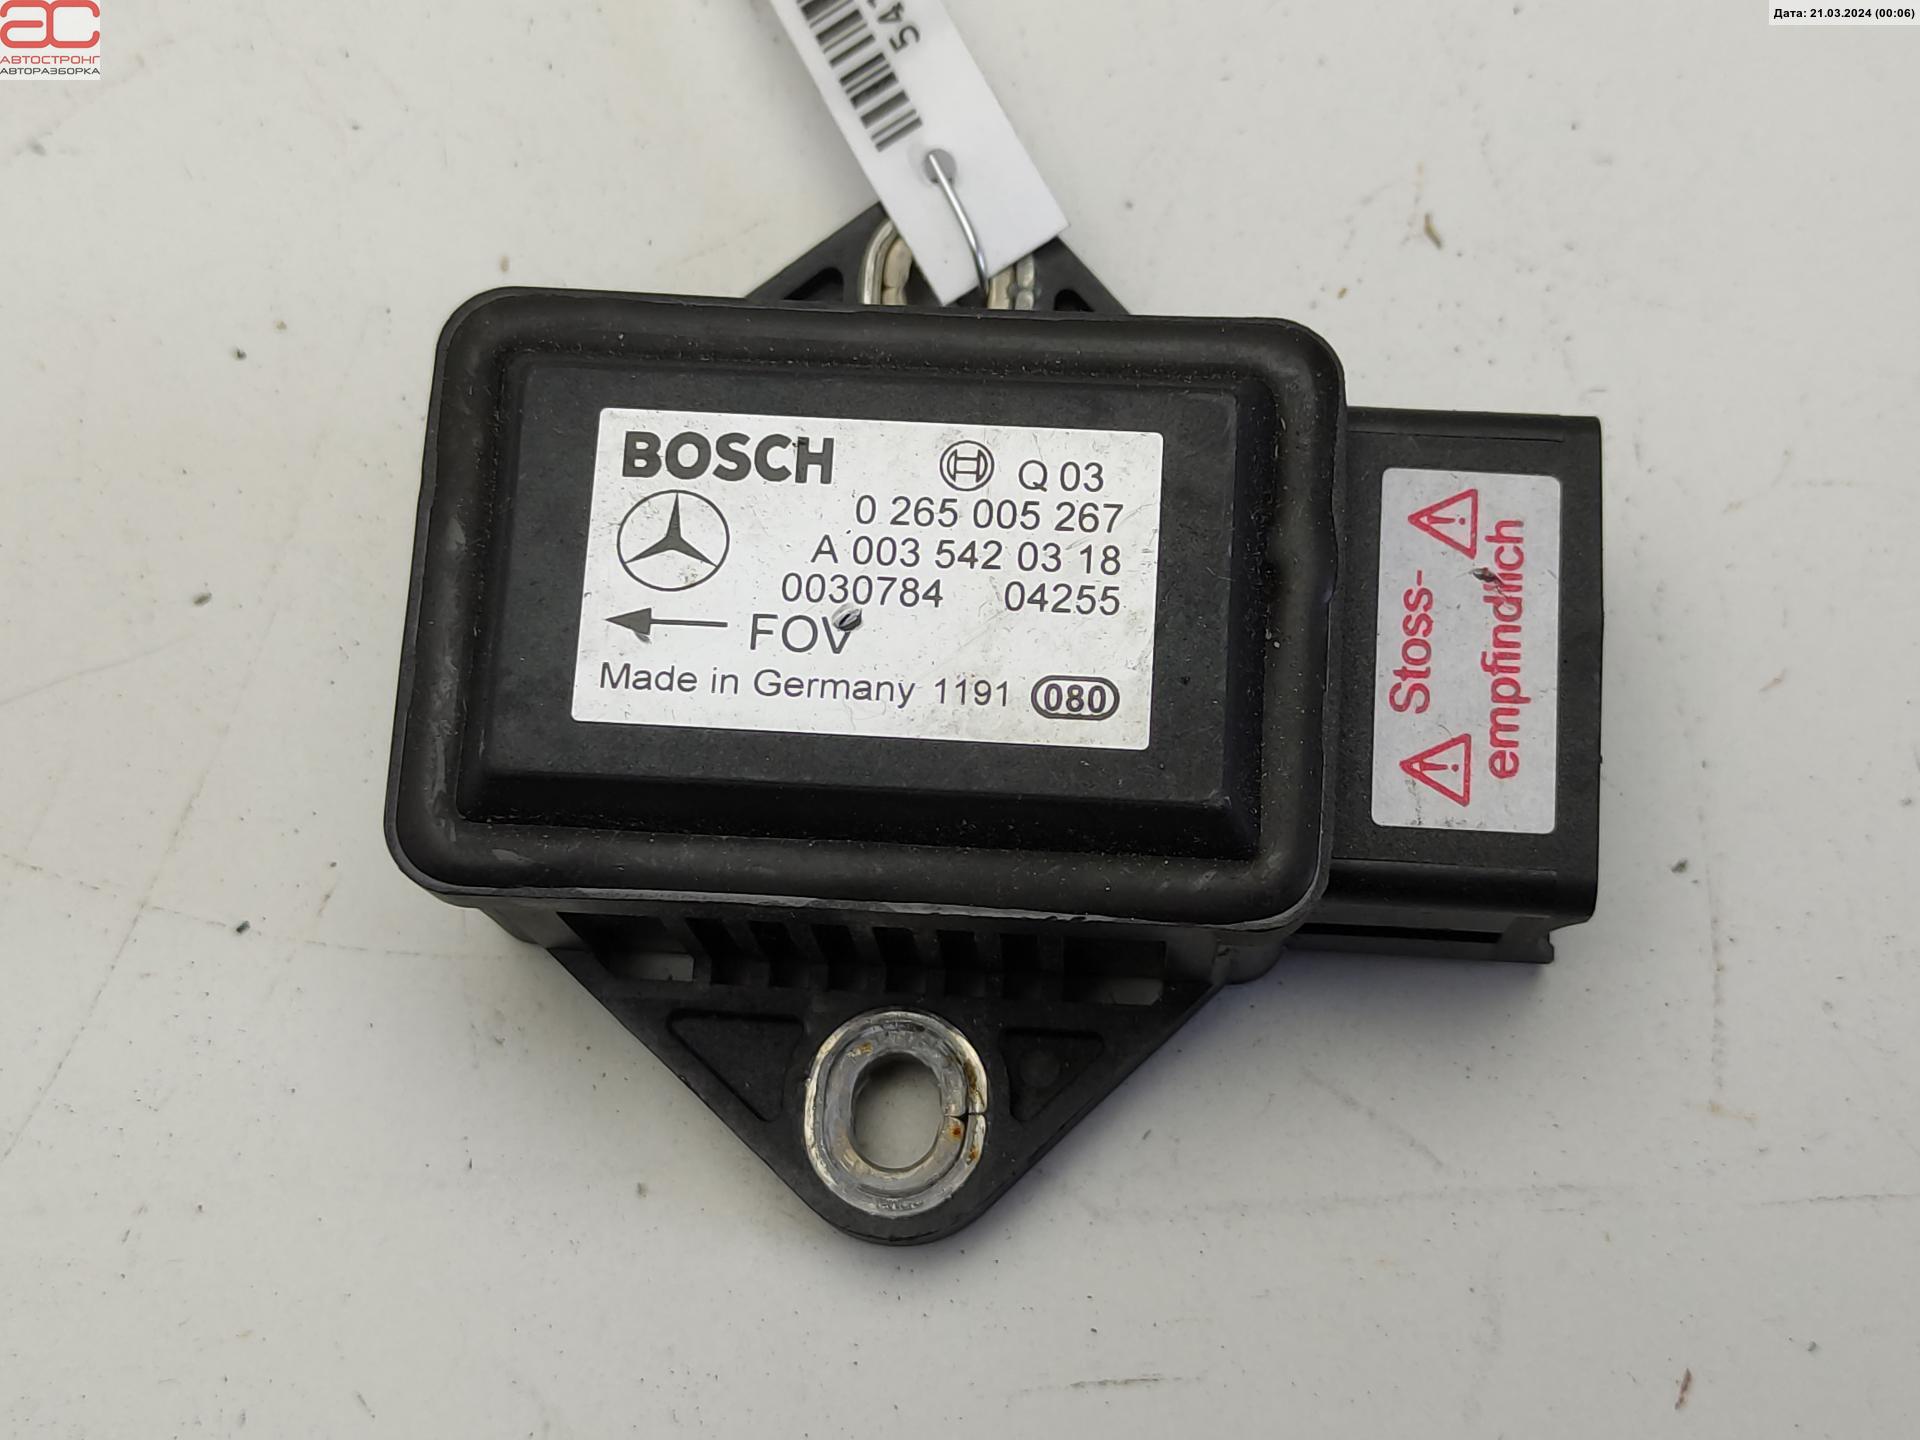 АВТОСТРОНГ
АВТОРАЗБОРКА
Дата: 21.03.2024 (00:06)
BOSCH
Q 03
0 265 005 267
A 003 542 03 18
0030784 04255
FOV
Made in Germany 1191 080
Stoss-
empfindlich